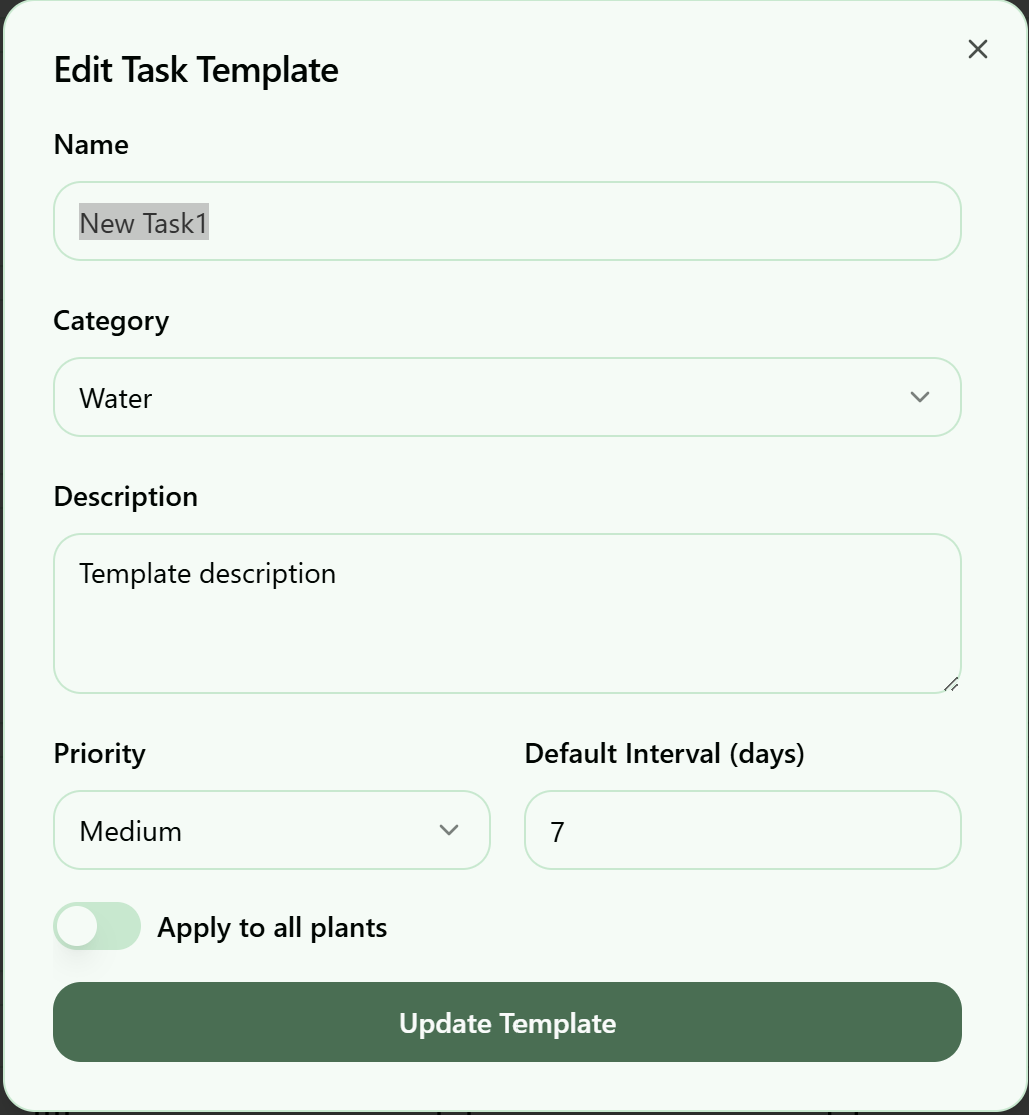 Edit Task Template
Name
New Task1
Category
Water
Description
Template description
Priority
Default Interval (days)
Medium
7
Apply to all plants
Update Template